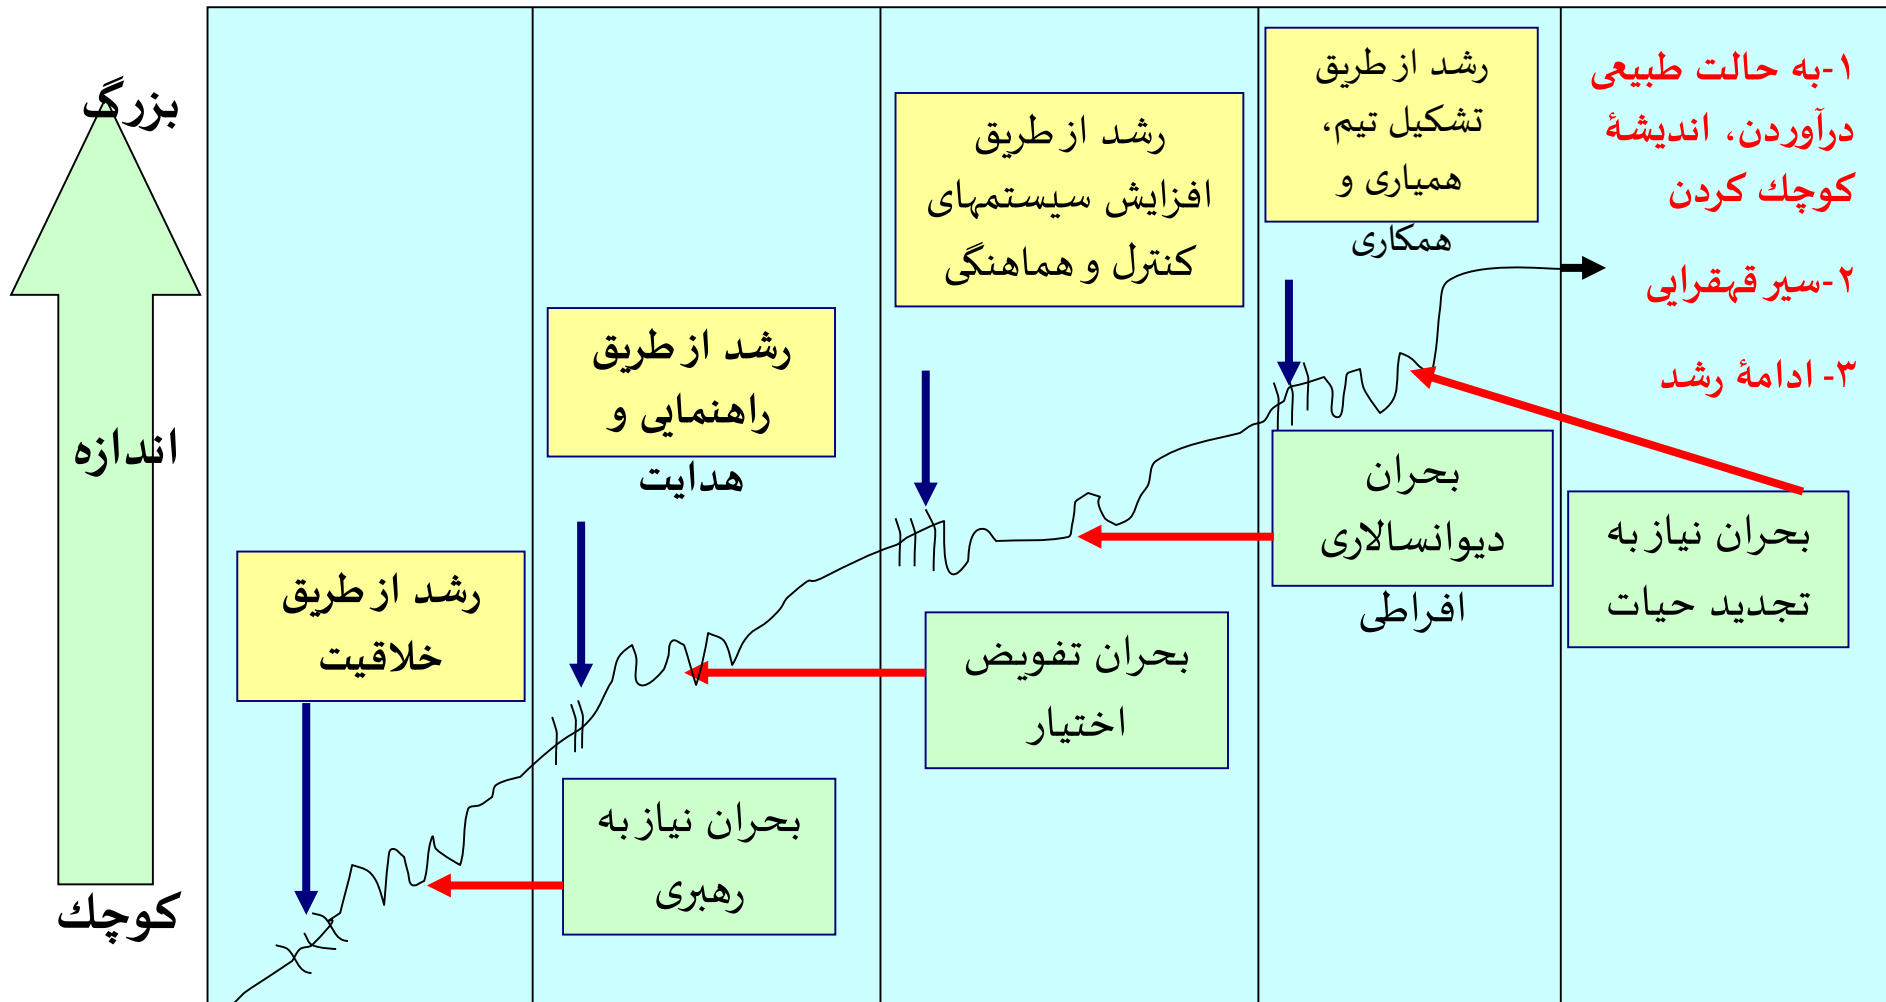 بزرگ
اندازه
کوچك
رشد از طریق
خلاقیت
بحران نیاز به
رهبری
رشد از طریق
راهنمایی و
هدایت
بحران تفویض
اختیار
رشد از طریق
افزایش سیستمهای
کنترل و هماهنگی
بحران
دیوانسالاری
افراطی
رشد از طریق
تشکیل تیم،
همیاری و
همکاری
بحران نیاز به
تجدید حیات
۱-به حالت طبیعی
درآوردن، اندیشۀ
کوچك کردن
۲-سیر قهقرایی
۳- ادامۀ رشد